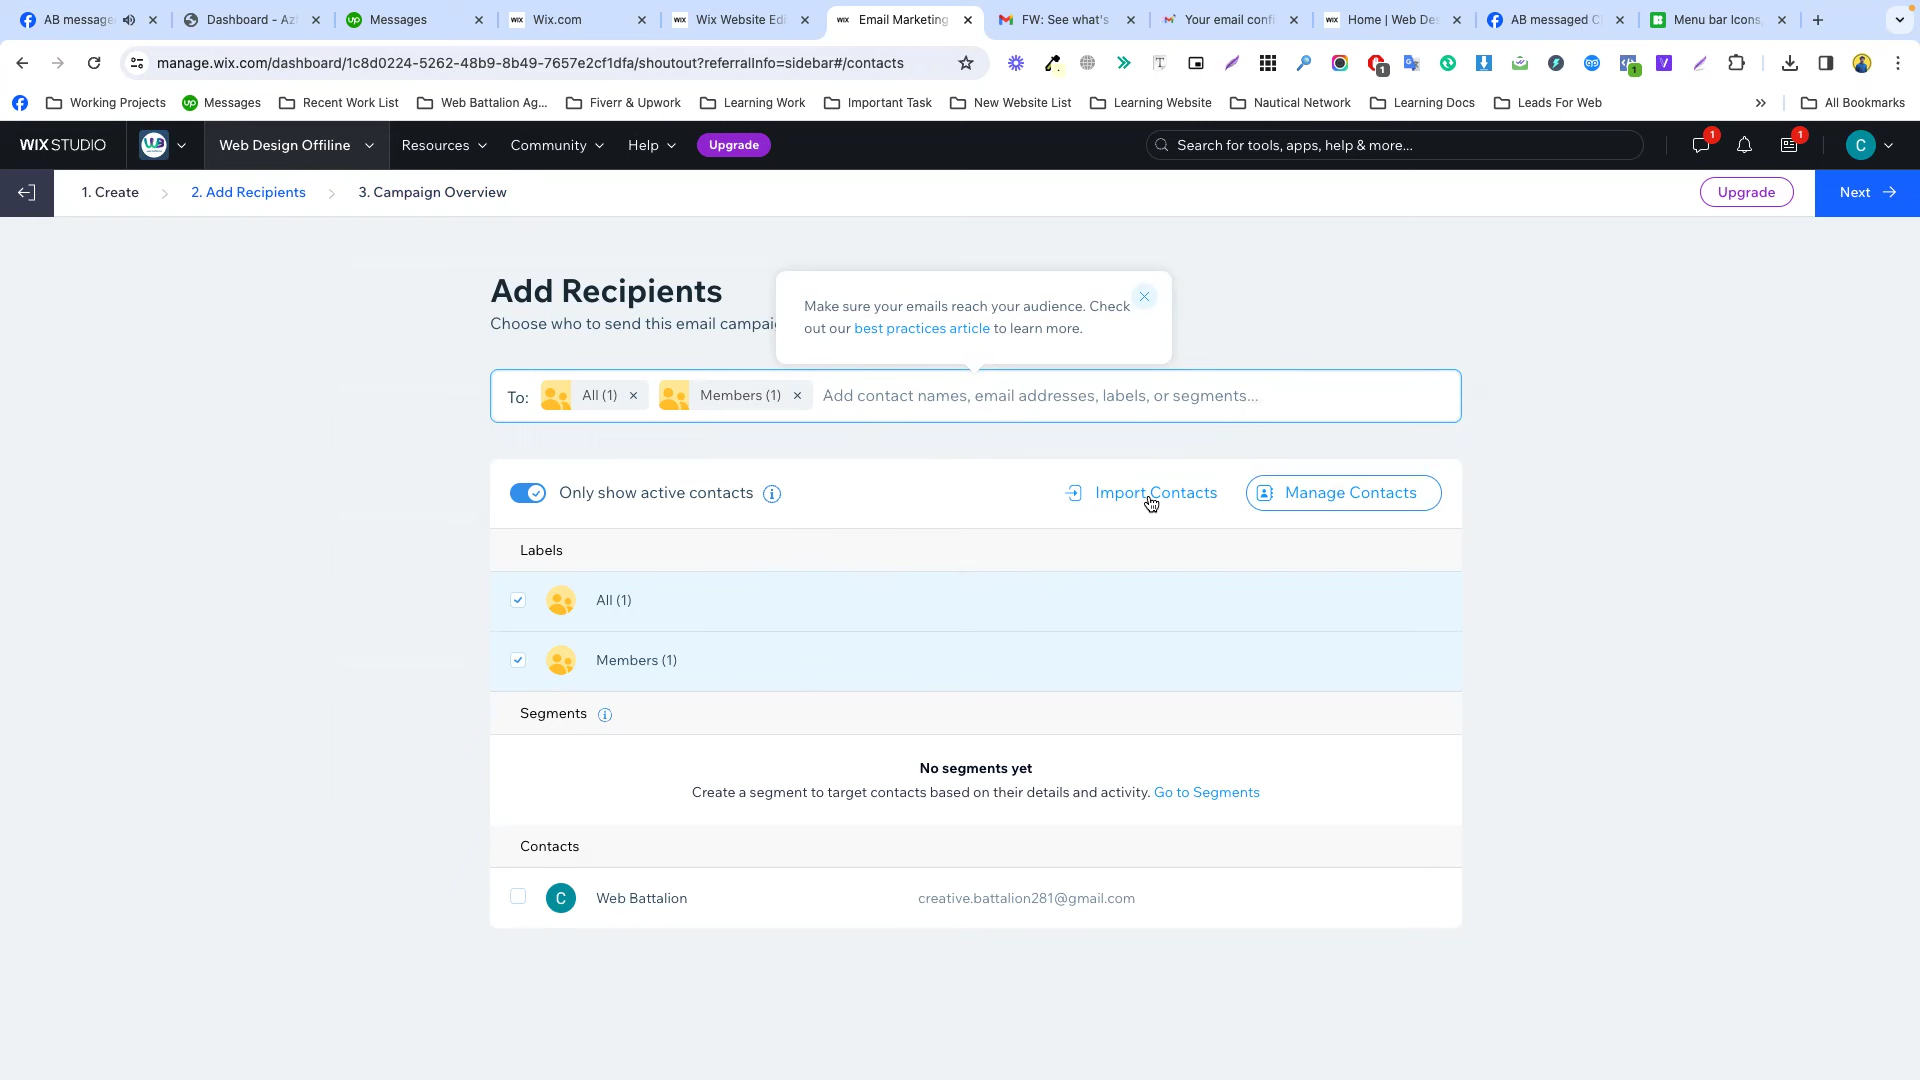 AB message
Dashboard - Az
Messages
Wix.com
Wix Website Edi
Email Marketing
FW: See what's
Your email confi
Home | Web De
AB messaged C
Menu bar Icons,
manage.wix.com/dashboard/1c8d0224-5262-48b9-8b49-7657e2cf1dfa/shoutout?referralInfo=sidebar#/contacts
Working Projects
Messages
Recent Work List
Web Battalion Ag...
Fiverr & Upwork
Learning Work
Important Task
New Website List
Learning Website
Nautical Network
Learning Docs
Leads For Web
All Bookmarks
WIX STUDIO
Web Design Offiline
Resources
Community
Help
Upgrade
Search for tools, apps, help & more...
1
1
C
1. Create
2. Add Recipients
3. Campaign Overview
Upgrade
Next
Add Recipients
Choose who to send this email campai
Make sure your emails reach your audience. Check
out our best practices article to learn more.
To: All (1) Members (1) Add contact names, email addresses, labels, or segments...
Only show active contacts
Import Contacts
Manage Contacts
Labels
All (1)
Members (1)
Segments
No segments yet
Create a segment to target contacts based on their details and activity. Go to Segments
Contacts
C Web Battalion creative.battalion281@gmail.com